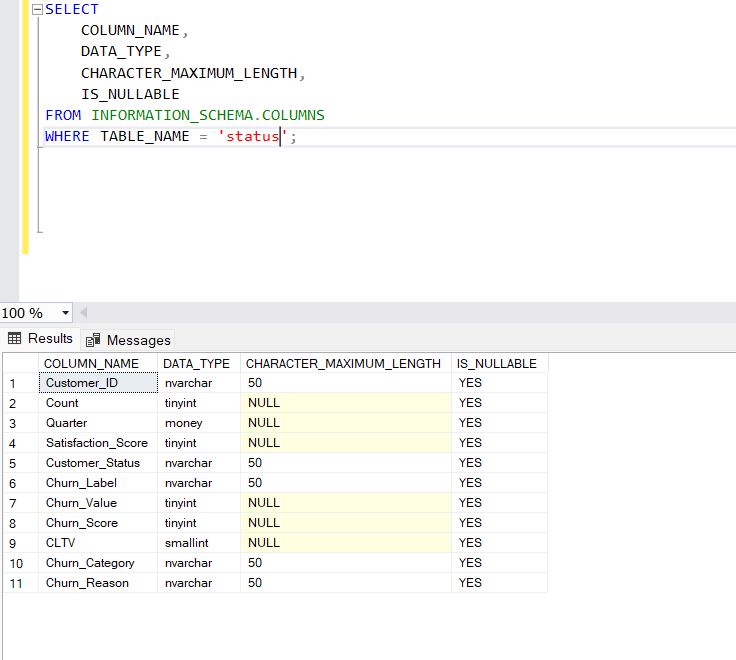 SELECT
COLUMN_NAME,
DATA_TYPE,
CHARACTER_MAXIMUM_LENGTH,
IS_NULLABLE
FROM INFORMATION_SCHEMA.COLUMNS
WHERE TABLE_NAME = 'status';
100 %
Results Messages
COLUMN_NAME DATA_TYPE CHARACTER_MAXIMUM_LENGTH IS_NULLABLE
1 Customer_ID nvarchar 50 YES
2 Count tinyint NULL YES
3 Quarter money NULL YES
4 Satisfaction_Score tinyint NULL YES
5 Customer_Status nvarchar 50 YES
6 Churn_Label nvarchar 50 YES
7 Churn_Value tinyint NULL YES
8 Churn_Score tinyint NULL YES
9 CLTV smallint NULL YES
10 Churn_Category nvarchar 50 YES
11 Churn_Reason nvarchar 50 YES